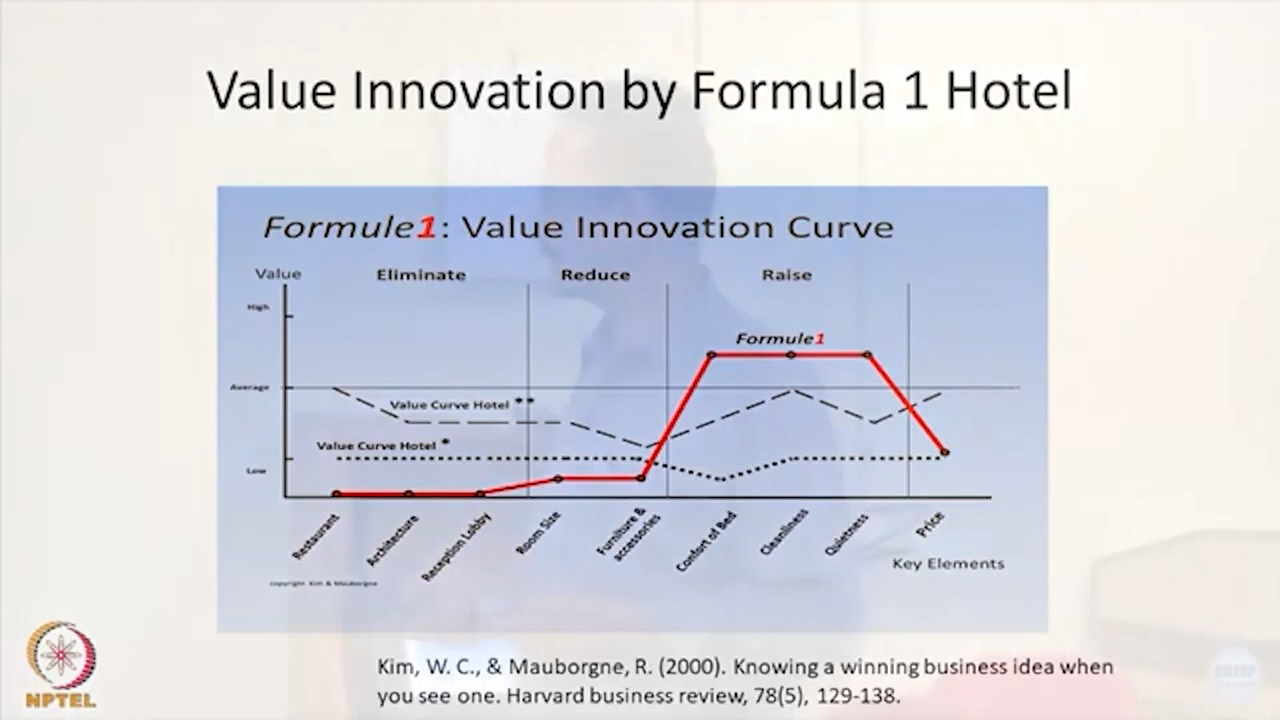 Value Innovation by Formula 1 Hotel
Formule1: Value Innovation Curve
Value
Eliminate
Reduce
Raise
High
Formule1
Average
Value Curve Hotel **
Value Curve Hotel *
Low
Restaurant
Architecture
Reception Lobby
Room Size
Furniture &
accessories
Confort of Bed
Cleanliness
Quietness
Price
Key Elements
copyright Kim & Mauborgne
Kim, W. C., & Mauborgne, R. (2000). Knowing a winning business idea when
you see one. Harvard business review, 78(5), 129-138.
NPTEL